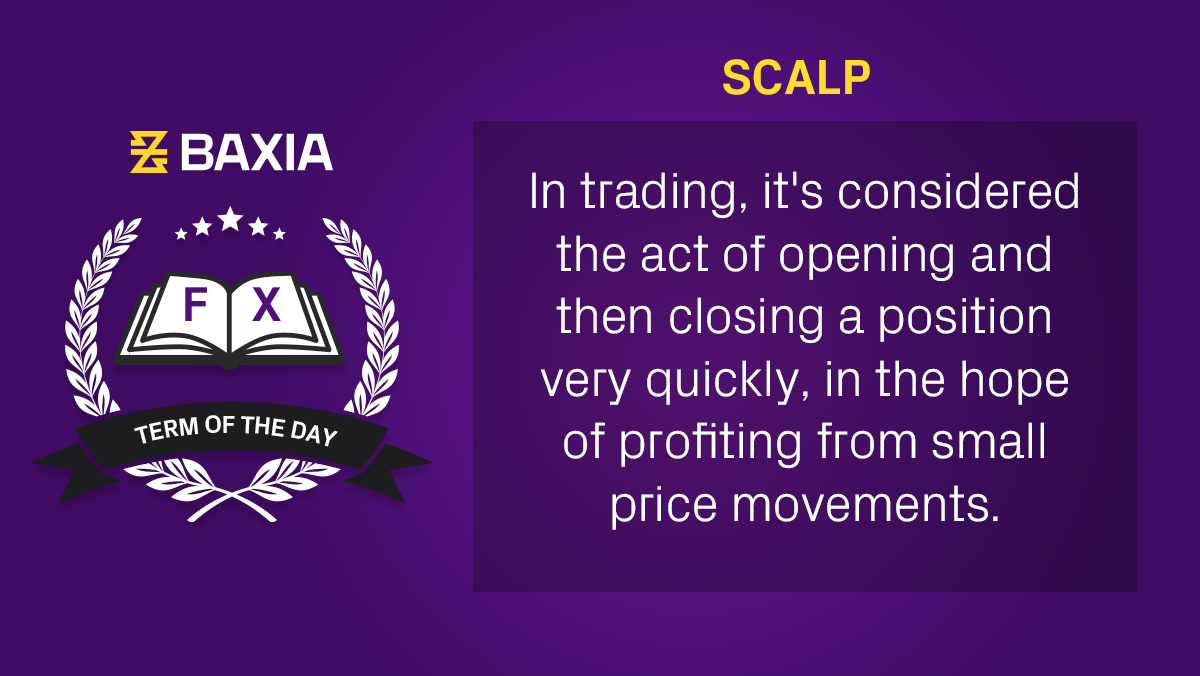 BAXIA
F X
TERM OF THE DAY
SCALP
In trading, it's considered
the act of opening and
then closing a position
very quickly, in the hope
of profiting from small
price movements.